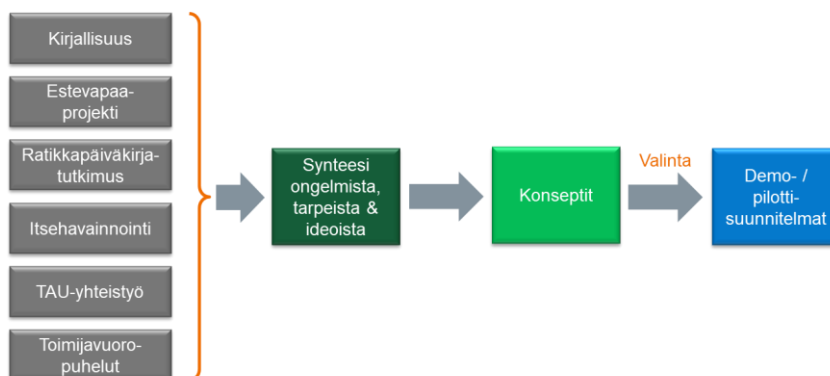 Kirjallisuus
Estevapaa-
projekti
Ratikkapäiväkirja-
tutkimus
Itsehavainnointi
TAU-yhteistyö
Toimijavuoro-
puhelut
Synteesi
ongelmista,
tarpeista &
ideoista
Konseptit
Valinta
Demo- /
pilotti-
suunnitelmat